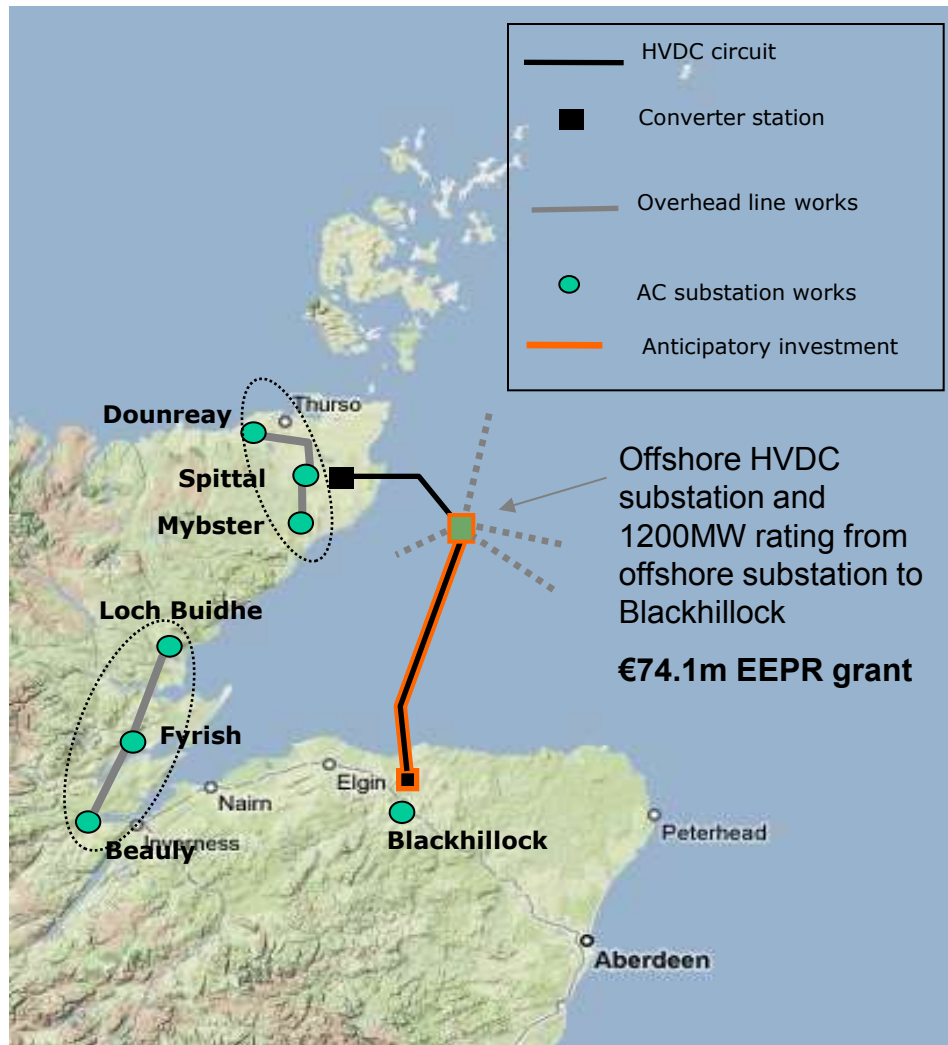 HVDC circuit
Converter station
Overhead line works
AC substation works
Anticipatory investment
Thurso
Dounreay
Spittal
Mybster
Offshore HVDC
substation and
1200MW rating from
offshore substation to
Blackhillock
€74.1m EEPR grant
Loch Buidhe
Fyrish
Elgin
Nairn
Inverness
Beauly
Blackhillock
Peterhead
Aberdeen